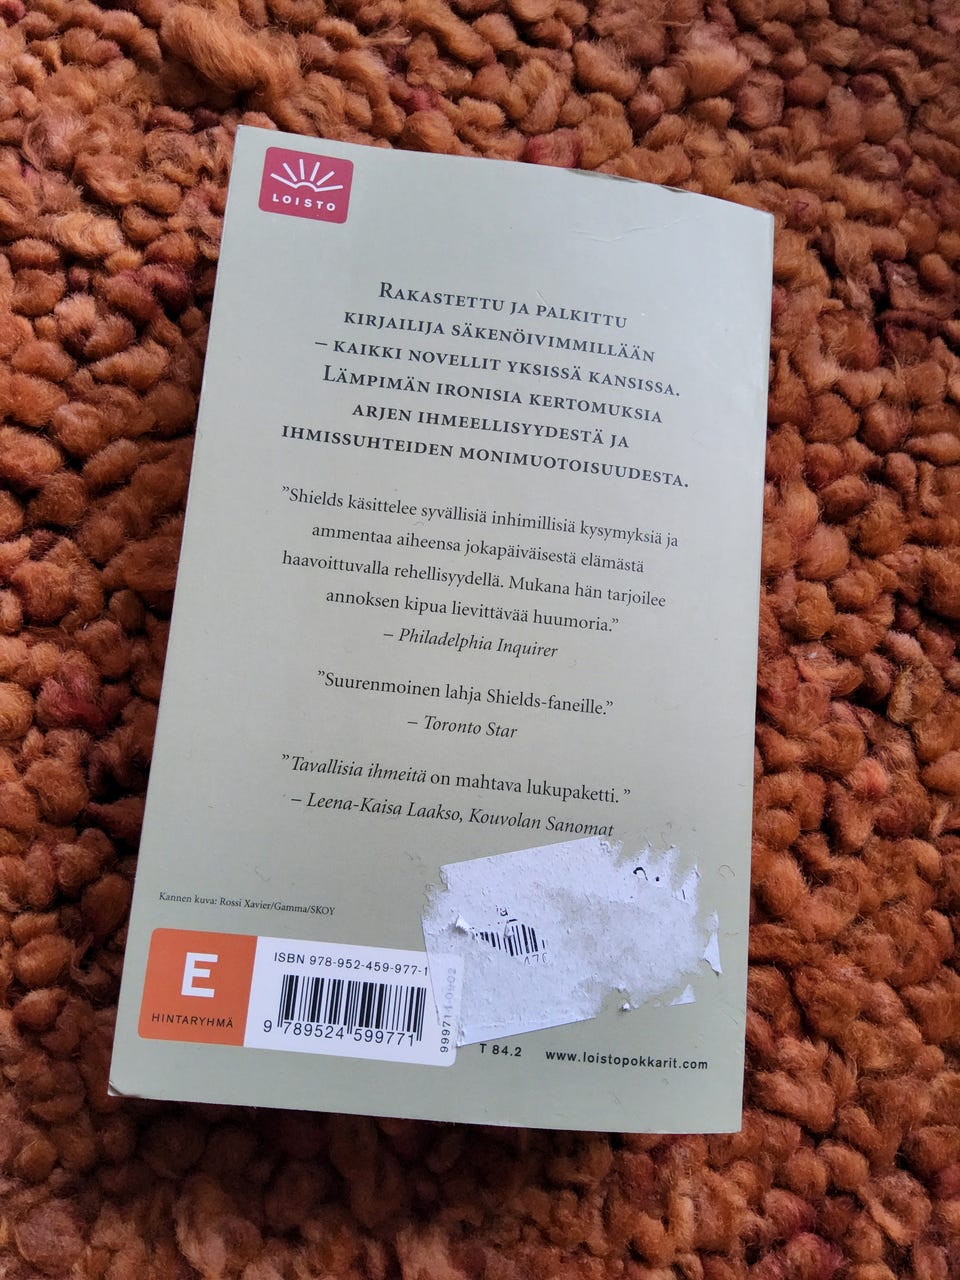 LOISTO
RAKASTETTU JA PALKITTU
KIRJAILIJA SÄKENÖIVIMMILLÄÄN
– KAIKKI NOVELLIT YKSISSÄ KANSISSA.
LÄMPIMÄN IRONISIA KERTOMUKSIA
ARJEN IHMEELLISYYDESTÄ JA
IHMISSUHTEIDEN MONIMUOTOISUUDESTA.
”Shields käsittelee syvällisiä inhimillisiä kysymyksiä ja
ammentaa aiheensa jokapäiväisestä elämästä
haavoittuvalla rehellisyydellä. Mukana hän tarjoilee
annoksen kipua lievittävää huumoria.”
– Philadelphia Inquirer
”Suurenmoinen lahja Shields-faneille.”
– Toronto Star
”Tavallisia ihmeitä on mahtava lukupaketti. ”
– Leena-Kaisa Laakso, Kouvolan Sanomat
Kannen kuva: Rossi Xavier/Gamma/SKOY
E
HINTARYHMÄ
ISBN 978-952-459-977-1
9 789524 599771
T 84.2
www.loistopokkarit.com